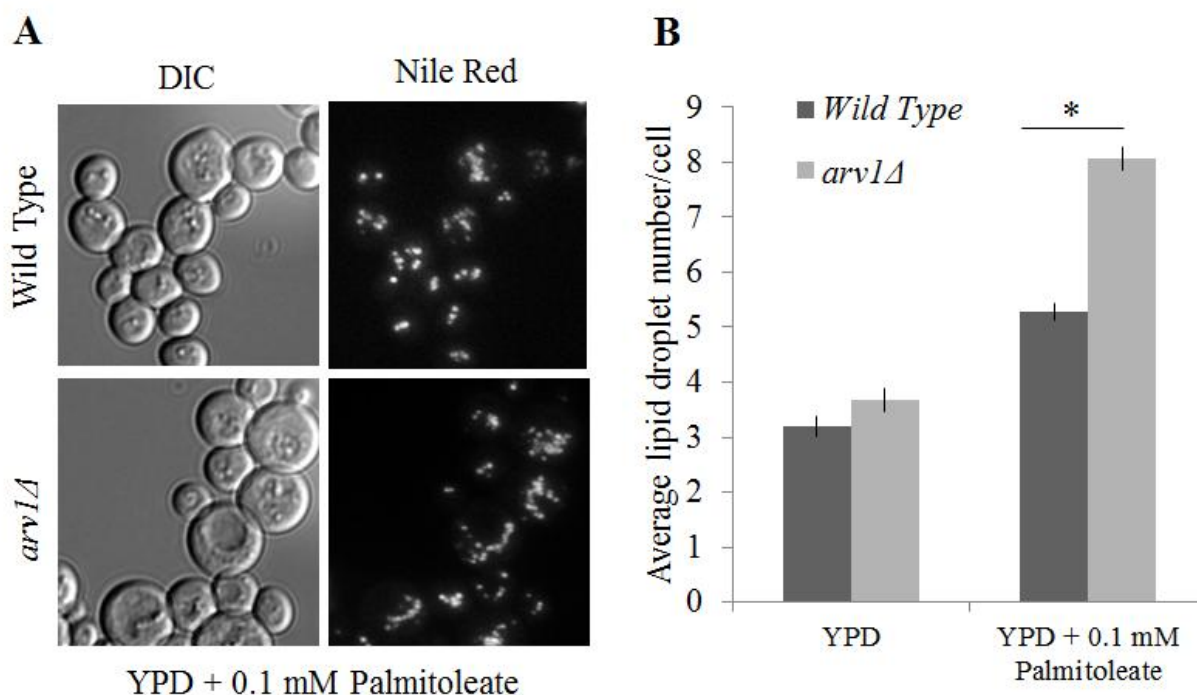 A
DIC
Nile Red
Wild Type
arv1Δ
YPD + 0.1 mM Palmitoleate
B
Average lipid droplet number/cell
9
8
7
6
5
4
3
2
1
0
Wild Type
arv1Δ
*
YPD
YPD + 0.1 mM
Palmitoleate